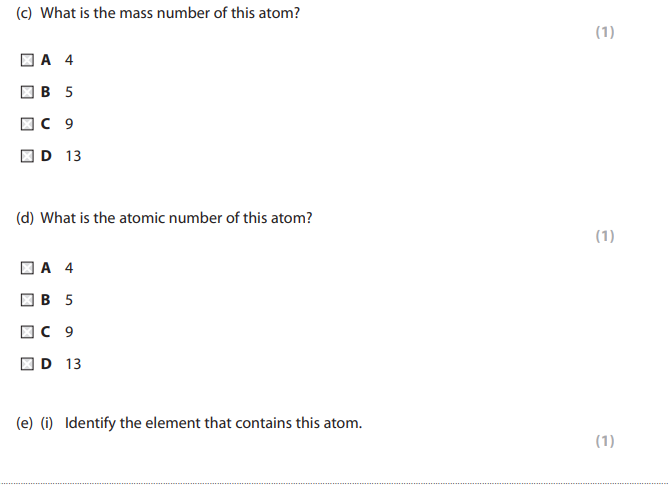 (c) What is the mass number of this atom?
(1)
A 4
B 5
C 9
D 13
(d) What is the atomic number of this atom?
(1)
A 4
B 5
C 9
D 13
(e) (i) Identify the element that contains this atom.
(1)